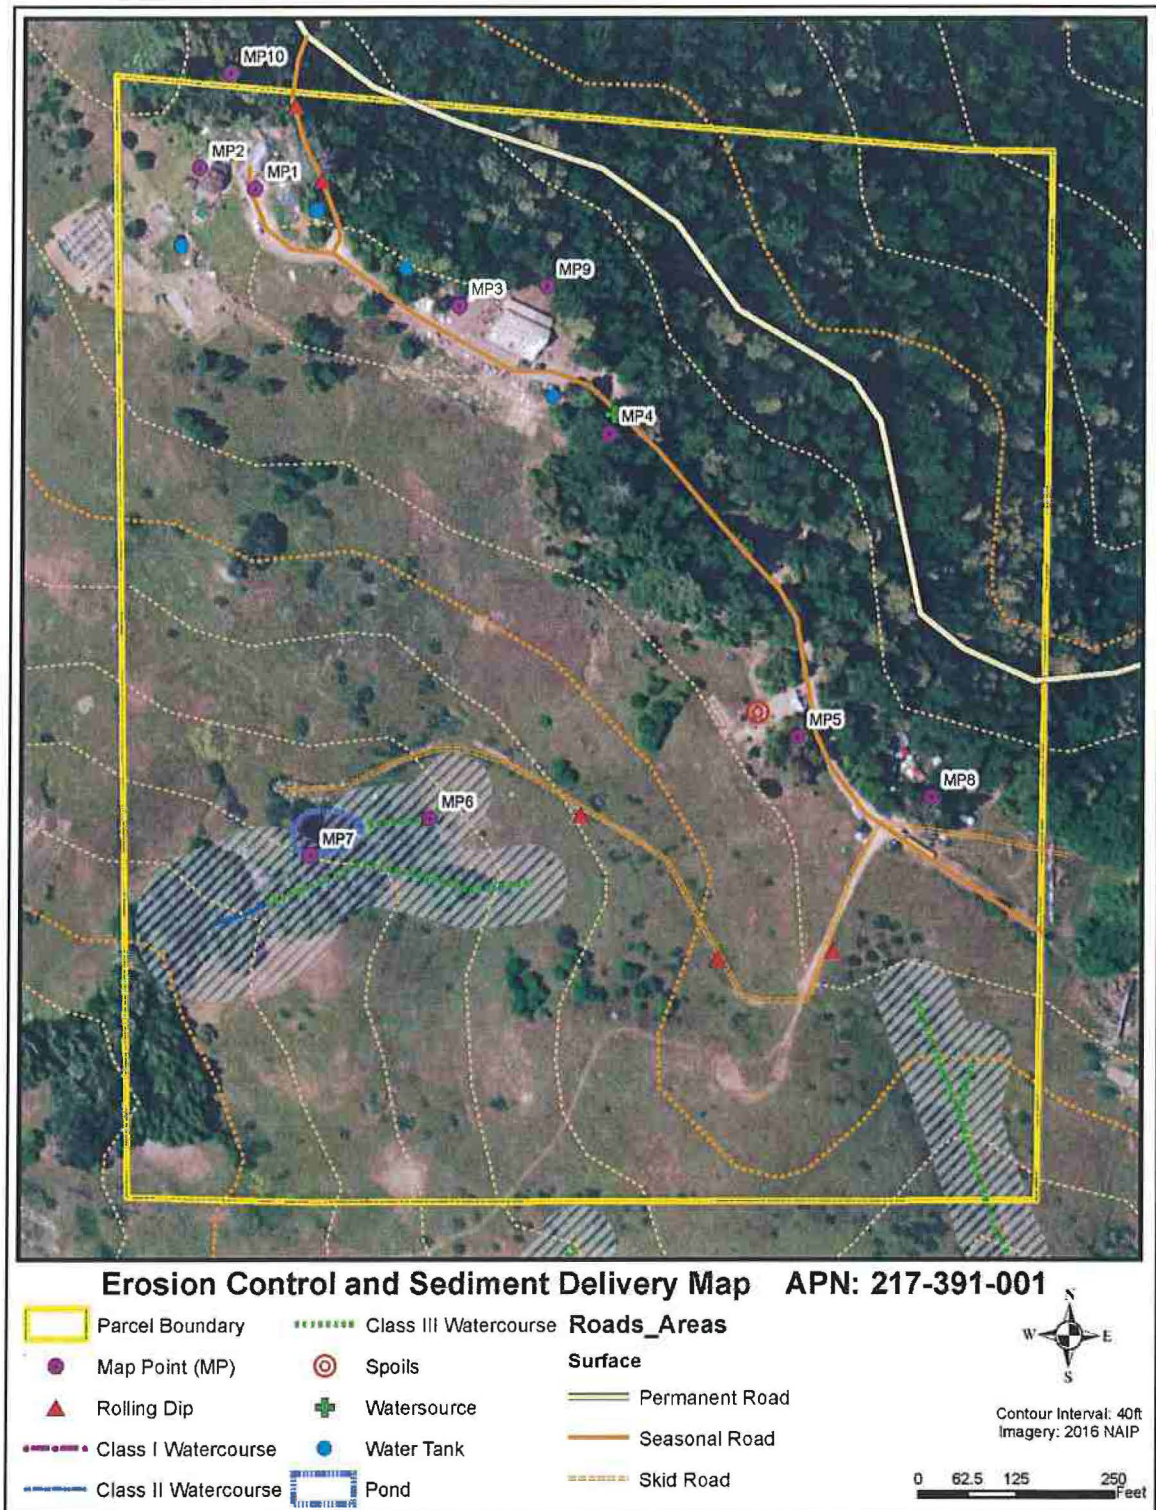 MP10
MP2
MP1
MP9
MP3
MP4
MP5
MP8
MP6
MP7
Erosion Control and Sediment Delivery Map APN: 217-391-001
Parcel Boundary
Map Point (MP)
Rolling Dip
Class I Watercourse
Class II Watercourse
Class III Watercourse
Spoils
Watersource
Water Tank
Pond
Roads_Areas
Surface
Permanent Road
Seasonal Road
Skid Road
N
W E
S
Contour Interval: 40ft
Imagery: 2016 NAIP
0 62.5 125 250
Feet